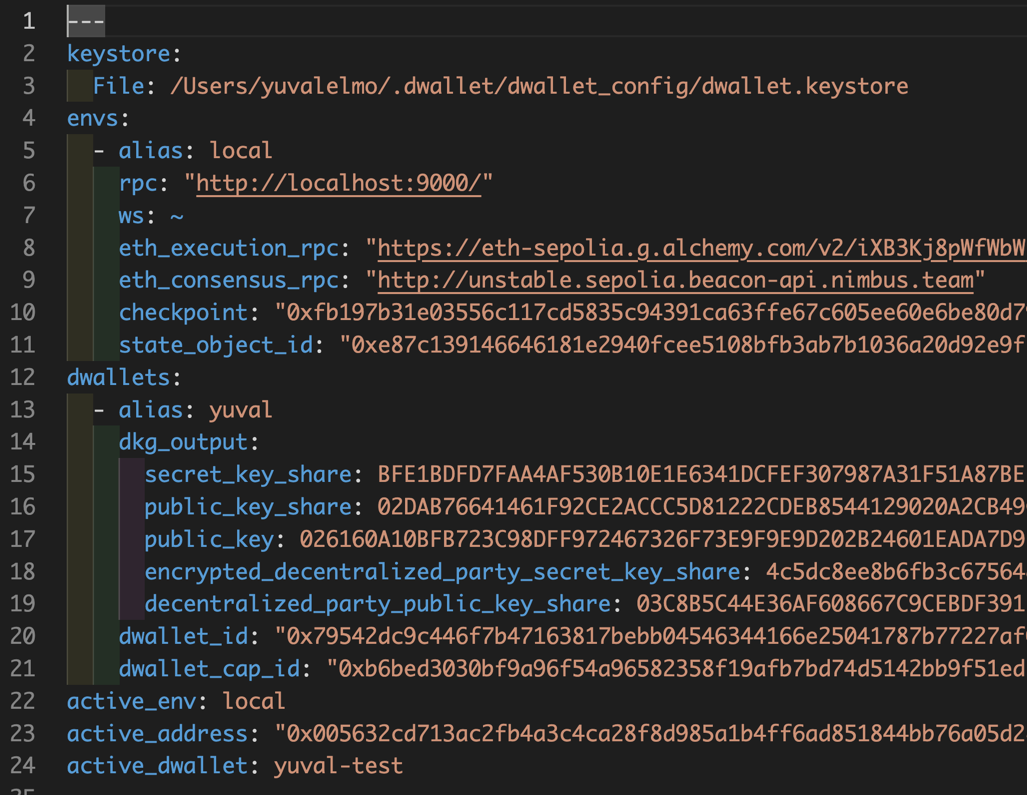 1 ---
2 keystore:
3 File: /Users/yuvalelmo/.dwallet/dwallet_config/dwallet.keystore
4 envs:
5 - alias: local
6 rpc: "http://localhost:9000/"
7 ws: ~
8 eth_execution_rpc: "https://eth-sepolia.g.alchemy.com/v2/iXB3Kj8pWfWbW
9 eth_consensus_rpc: "http://unstable.sepolia.beacon-api.nimbus.team"
10 checkpoint: "0xfb197b31e03556c117cd5835c94391ca63ffe67c605ee60e6be80d7
11 state_object_id: "0xe87c139146646181e2940fcee5108bfb3ab7b1036a20d92e9f
12 dwallets:
13 - alias: yuval
14 dkg_output:
15 secret_key_share: BFE1BDFD7FAA4AF530B10E1E6341DCFEF307987A31F51A87BE
16 public_key_share: 02DAB76641461F92CE2ACCC5D81222CDEB8544129020A2CB49
17 public_key: 026160A10BFB723C98DFF972467326F73E9F9E9D202B24601EADA7D9
18 encrypted_decentralized_party_secret_key_share: 4c5dc8ee8b6fb3c67564
19 decentralized_party_public_key_share: 03C8B5C44E36AF608667C9CEBDF391
20 dwallet_id: "0x79542dc9c446f7b47163817bebb04546344166e25041787b77227af
21 dwallet_cap_id: "0xb6bed3030bf9a96f54a96582358f19afb7bd74d5142bb9f51ed
22 active_env: local
23 active_address: "0x005632cd713ac2fb4a3c4ca28f8d985a1b4ff6ad851844bb76a05d2
24 active_dwallet: yuval-test